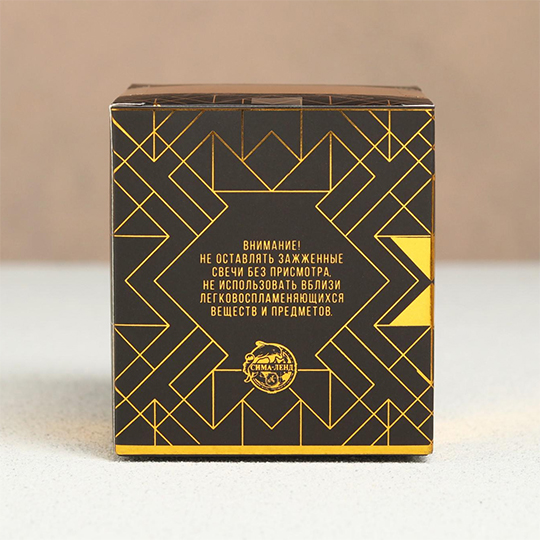 ВНИМАНИЕ!
НЕ ОСТАВЛЯТЬ ЗАЖЖЕННЫЕ
СВЕЧИ БЕЗ ПРИСМОТРА,
НЕ ИСПОЛЬЗОВАТЬ ВБЛИЗИ
ЛЕГКОВОСПЛАМЕНЯЮЩИХСЯ
ВЕЩЕСТВ И ПРЕДМЕТОВ.
СИМА-ЛЕНД